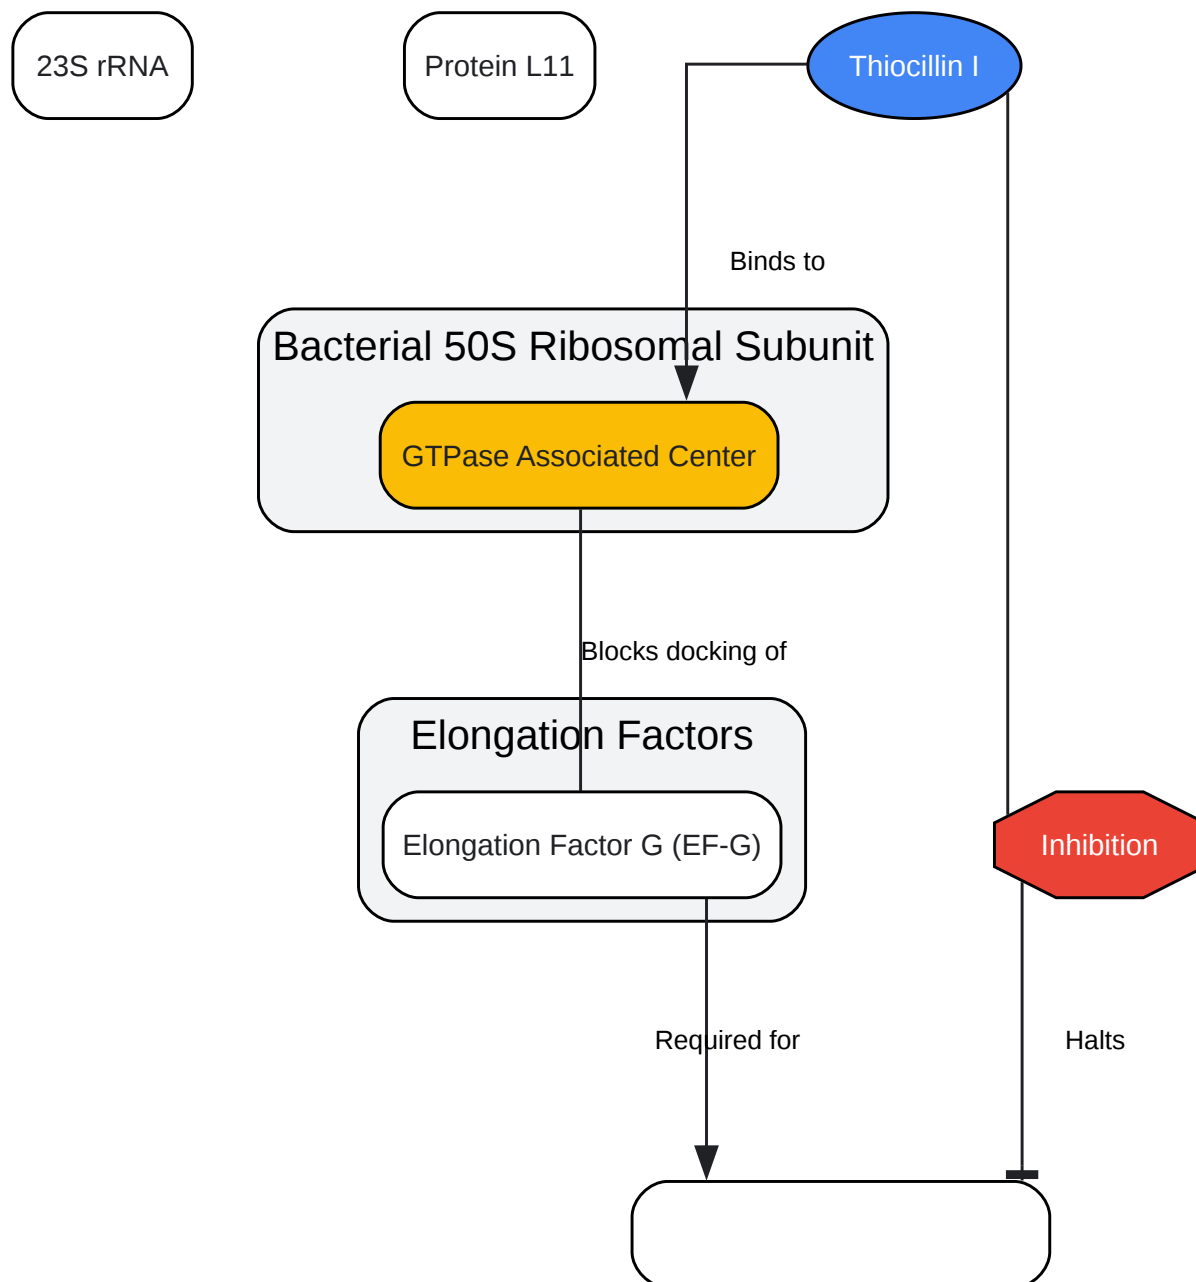 23S rRNA
Protein L11
Thiocillin I
Binds to
Bacterial 50S Ribosomal Subunit
GTPase Associated Center
Blocks docking of
Elongation Factors
Elongation Factor G (EF-G)
Inhibition
Required for
Halts